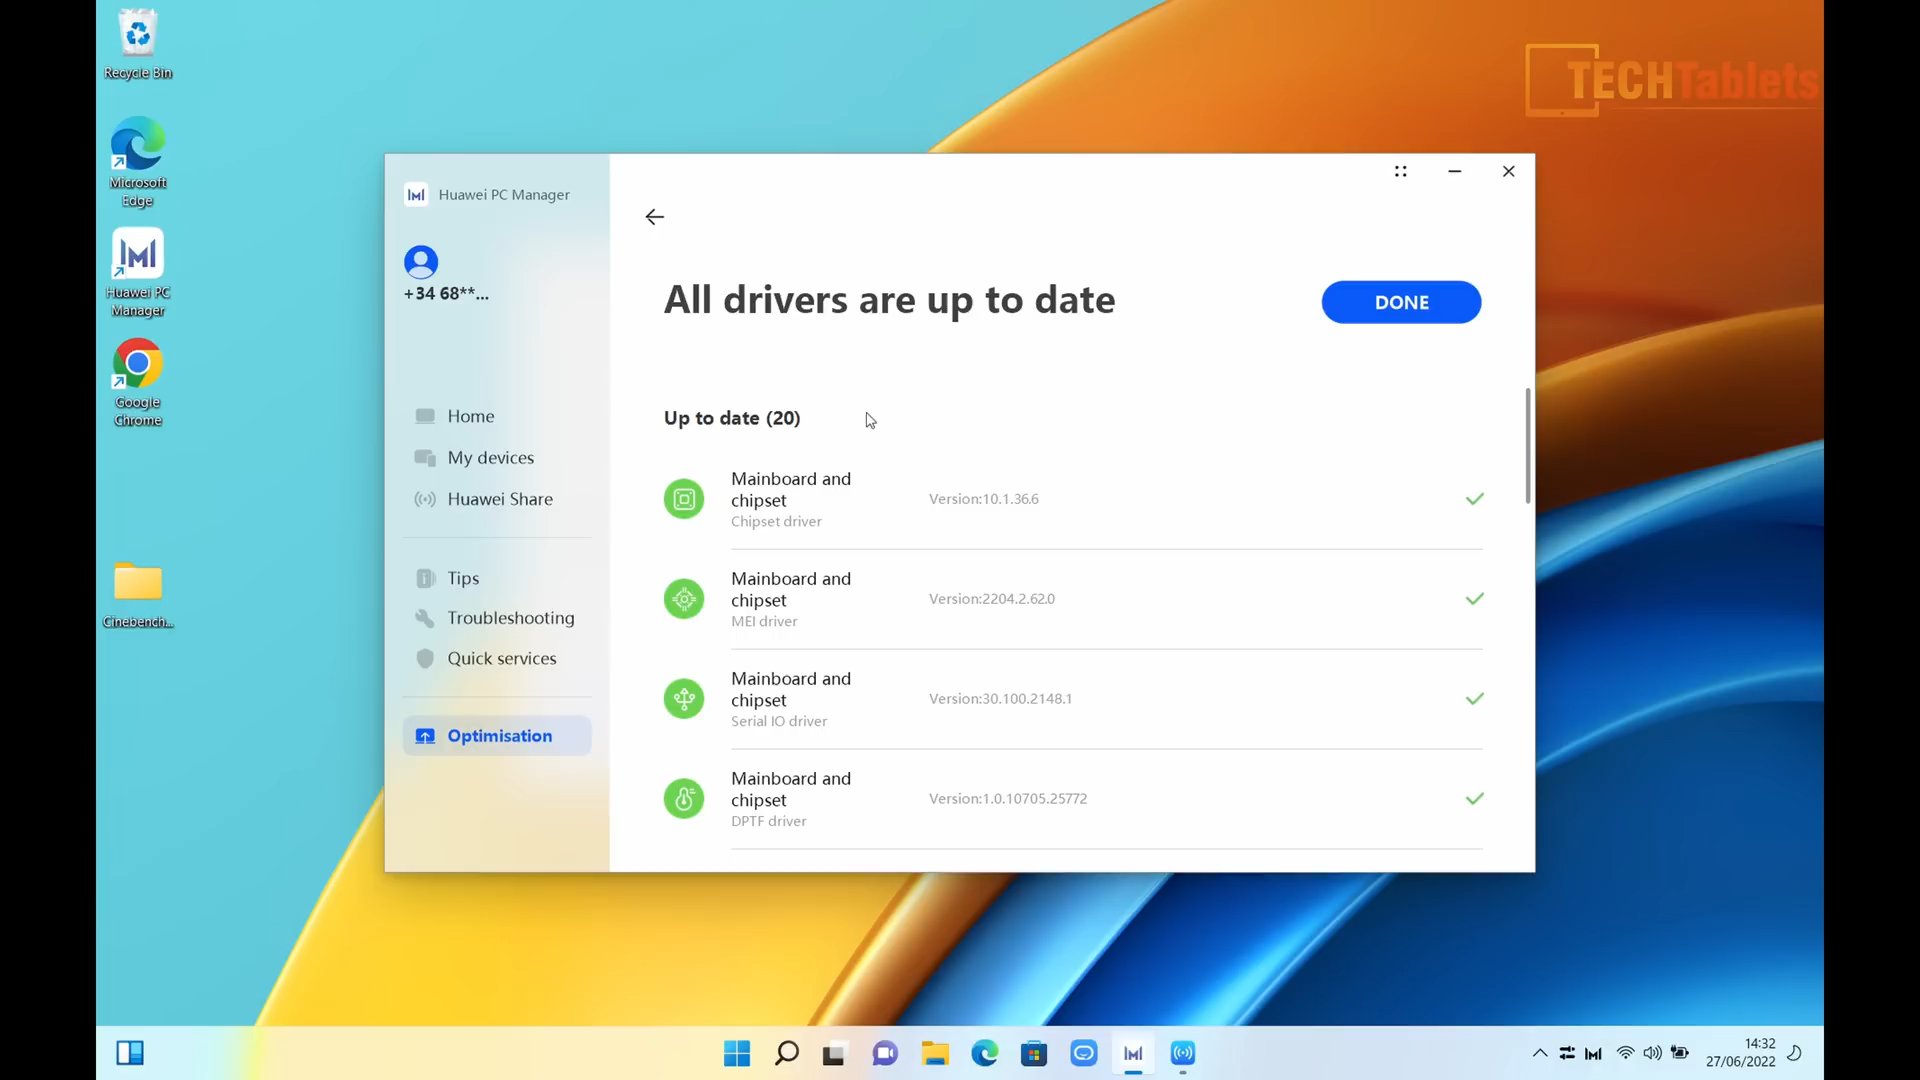 Recycle Bin
TECHTablets
Microsoft
Edge
Huawei PC
Manager
Google
Chrome
Cinebench...
Huawei PC Manager
+34 68**...
Home
My devices
Huawei Share
Tips
Troubleshooting
Quick services
Optimisation
All drivers are up to date
DONE
Up to date (20)
Mainboard and
chipset
Chipset driver
Version:10.1.36.6
Mainboard and
chipset
MEI driver
Version:2204.2.62.0
Mainboard and
chipset
Serial IO driver
Version:30.100.2148.1
Mainboard and
chipset
DPTF driver
Version:1.0.10705.25772
14:32
27/06/2022